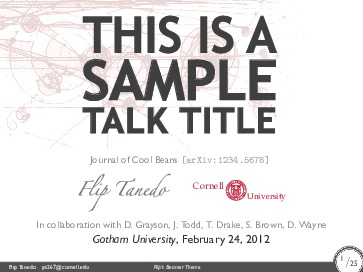 THIS IS A
SAMPLE
TALK TITLE
Journal of Cool Beans [arXiv:1234.5678]
Flip Tanedo
Cornell University
In collaboration with D. Grayson, J. Todd, T. Drake, S. Brown, D. Wayne
Gotham University, February 24, 2012
Flip Tanedo pt267@cornell.edu
Flip's Beamer Theme
1/25